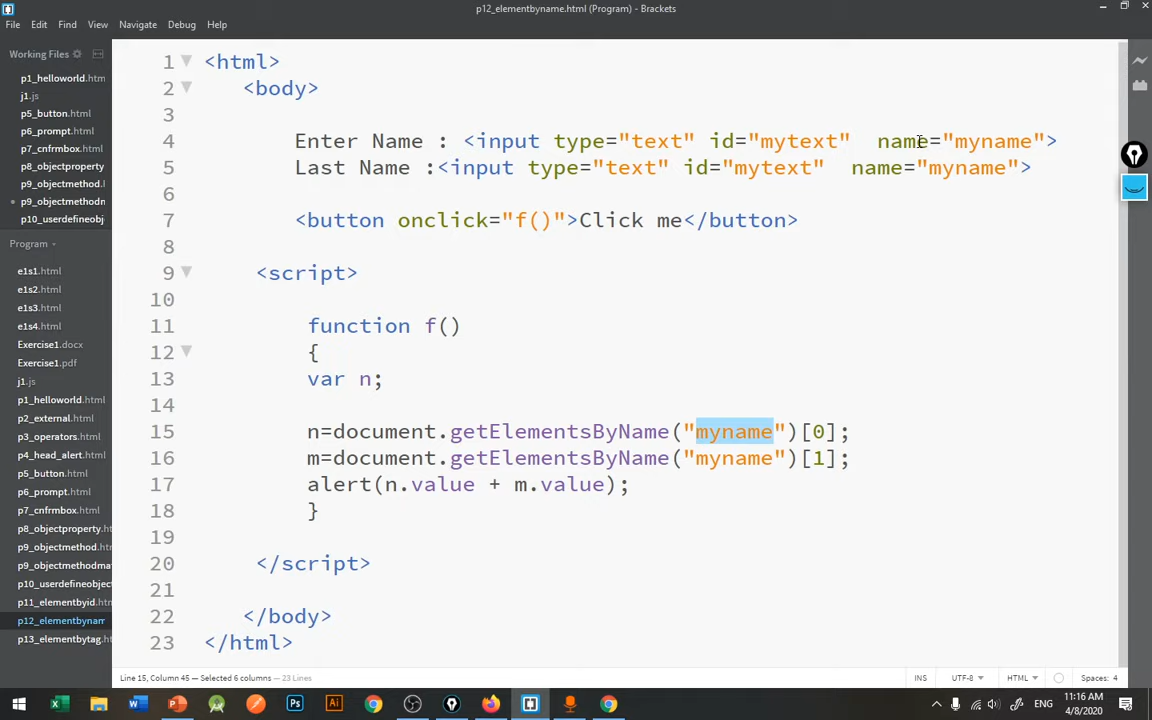 p12_elementbyname.html (Program) - Brackets
File Edit Find View Navigate Debug Help
Working Files
p1_helloworld.htm
j1.js
p5_button.html
p6_prompt.html
p7_cnfrmbox.html
p8_objectproperty
p9_objectmethod.l
p9_objectmethodn
p10_userdefineobj
Program
e1s1.html
e1s2.html
e1s3.html
e1s4.html
Exercise1.docx
Exercise1.pdf
j1.js
p1_helloworld.html
p2_external.html
p3_operators.html
p4_head_alert.html
p5_button.html
p6_prompt.html
p7_cnfrmbox.html
p8_objectproperty.html
p9_objectmethod.html
p9_objectmethodma
p10_userdefineobject
p11_elementbyid.htm
p12_elementbynam
p13_elementbytag.ht
1 <html>
2 <body>
3
4 Enter Name : <input type="text" id="mytext" name="myname">
5 Last Name :<input type="text" id="mytext" name="myname">
6
7 <button onclick="f()">Click me</button>
8
9 <script>
10
11 function f()
12 {
13 var n;
14
15 n=document.getElementsByName("myname")[0];
16 m=document.getElementsByName("myname")[1];
17 alert(n.value + m.value);
18 }
19
20 </script>
21
22 </body>
23 </html>
Line 15, Column 45 — Selected 6 columns — 23 Lines
INS UTF-8 HTML Spaces: 4
ENG
11:16 AM
4/8/2020